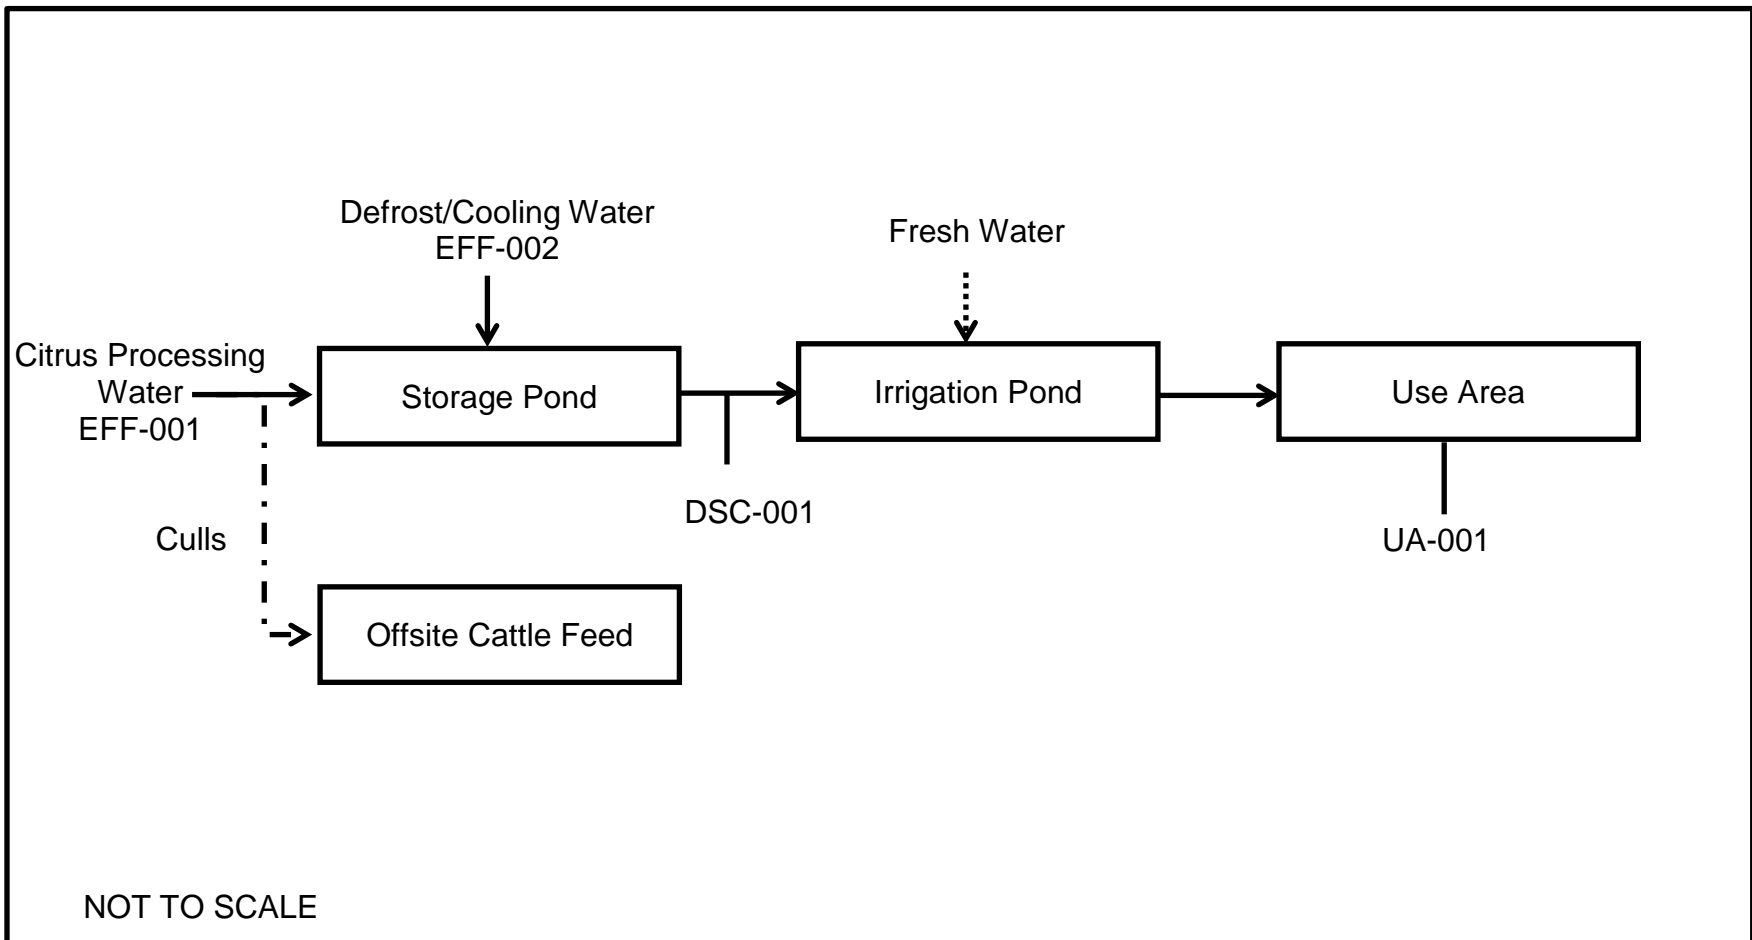 Defrost/Cooling Water
EFF-002
Fresh Water
Citrus Processing
Water
EFF-001
Storage Pond
Irrigation Pond
Use Area
DSC-001
UA-001
Culls
Offsite Cattle Feed
NOT TO SCALE